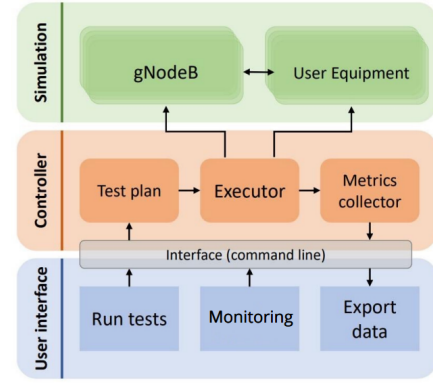 Simulation
gNodeB
User Equipment
Controller
Test plan
Executor
Metrics
collector
Interface (command line)
User interface
Run tests
Monitoring
Export
data